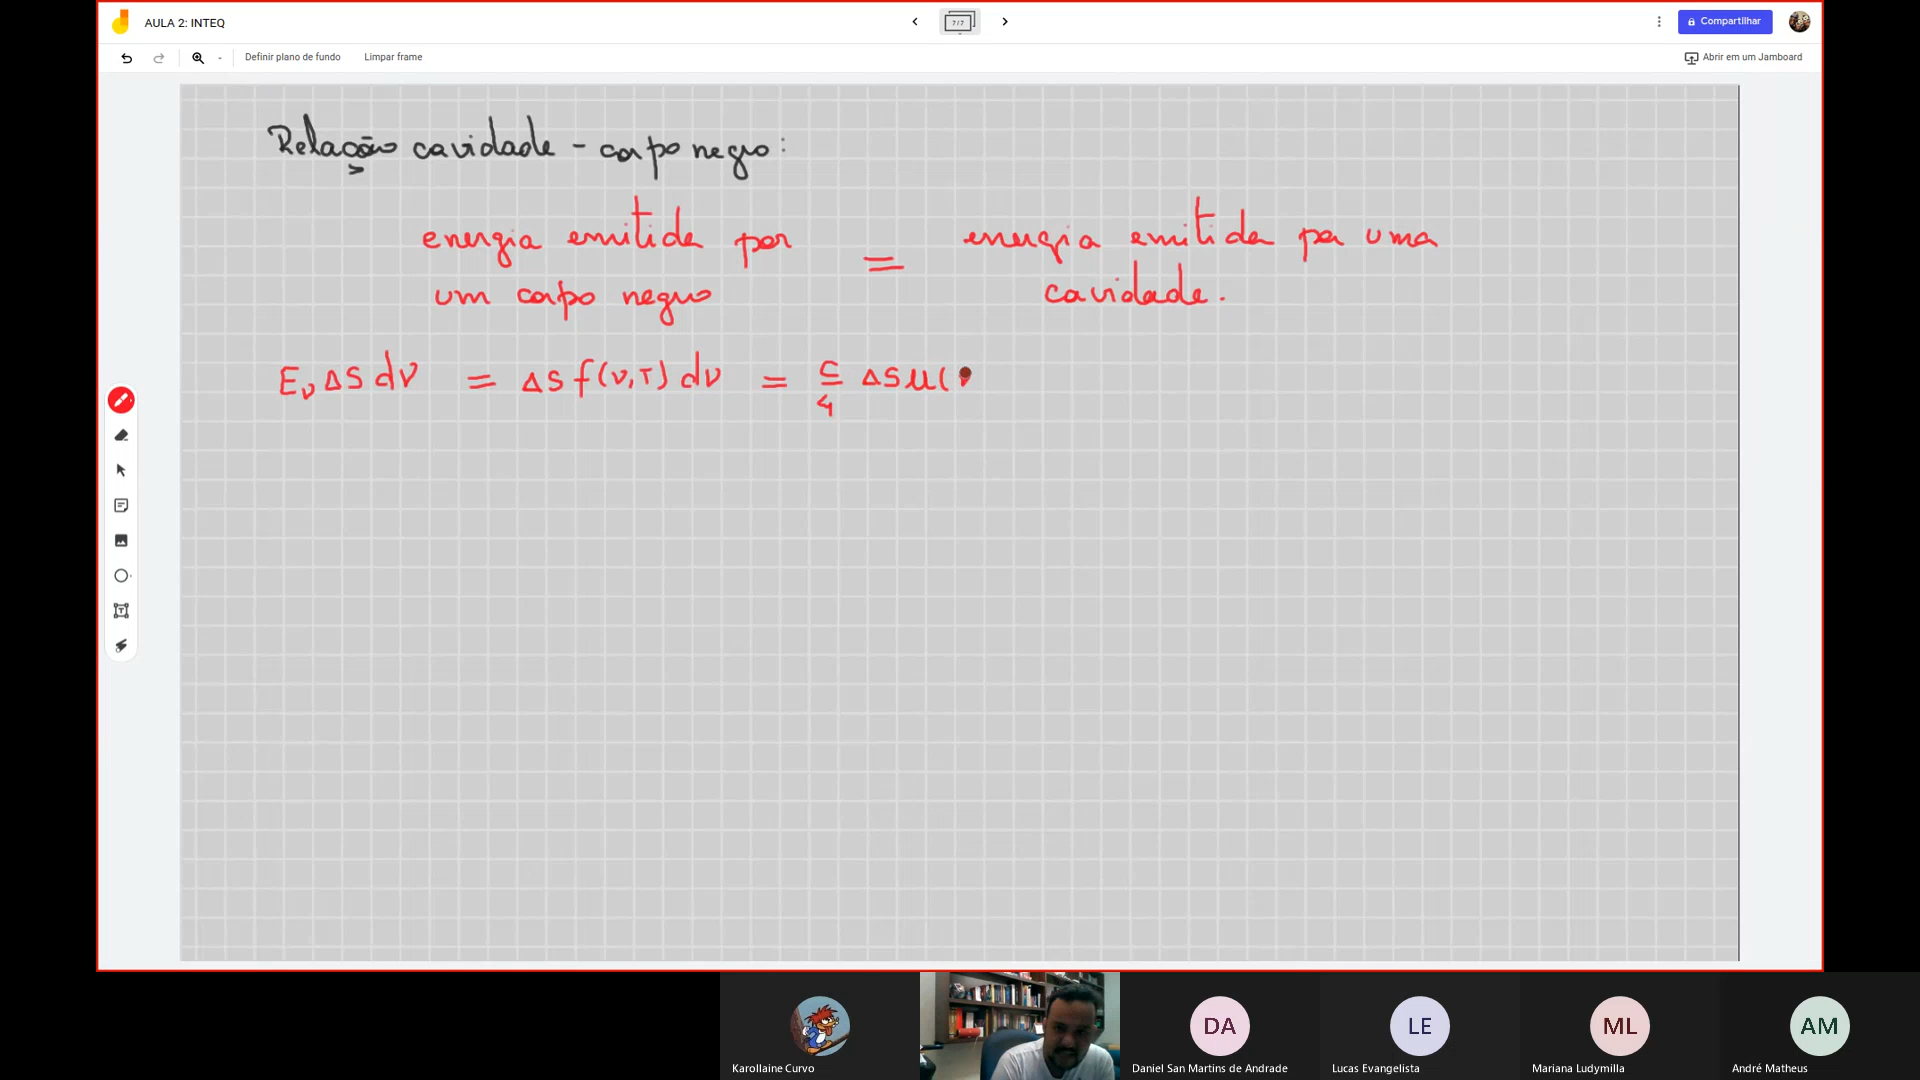 AULA 2: INTEQ
7/7
Compartilhar
Definir plano de fundo
Limpar frame
Abrir em um Jamboard
Relação cavidade - corpo negro:
energia emitida por = energia emitida por uma
um corpo negro cavidade.
E_ν ΔS dν = ΔS f(ν,T) dν = c/4 ΔS u(ν
Karollaine Curvo
DA
Daniel San Martins de Andrade
LE
Lucas Evangelista
ML
Mariana Ludymilla
AM
André Matheus